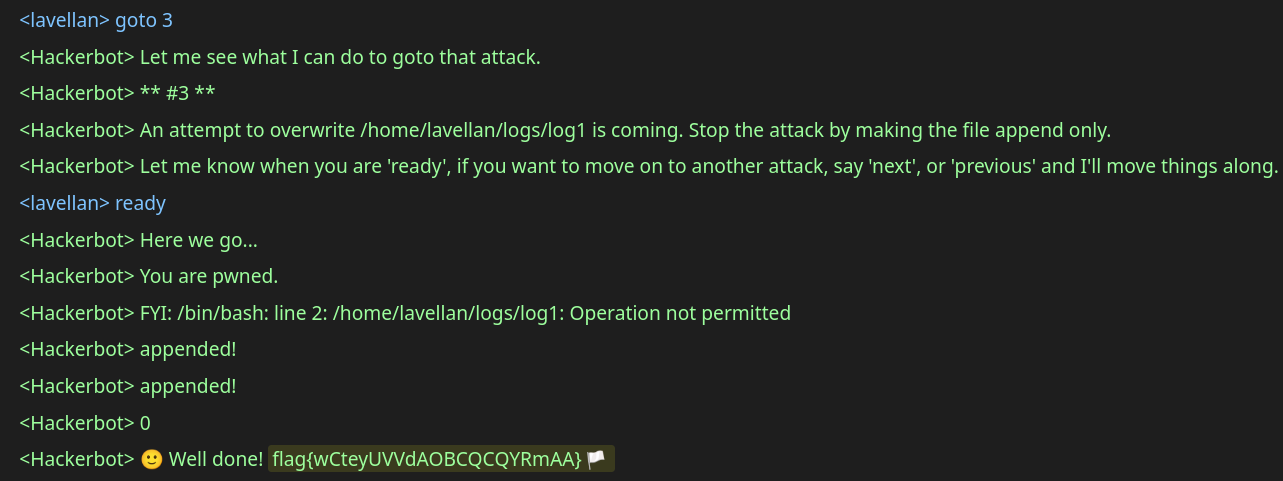 <lavellan> goto 3
<Hackerbot> Let me see what I can do to goto that attack.
<Hackerbot> ** #3 **
<Hackerbot> An attempt to overwrite /home/lavellan/logs/log1 is coming. Stop the attack by making the file append only.
<Hackerbot> Let me know when you are 'ready', if you want to move on to another attack, say 'next', or 'previous' and I'll move things along.
<lavellan> ready
<Hackerbot> Here we go...
<Hackerbot> You are pwned.
<Hackerbot> FYI: /bin/bash: line 2: /home/lavellan/logs/log1: Operation not permitted
<Hackerbot> appended!
<Hackerbot> appended!
<Hackerbot> 0
<Hackerbot> 🙂 Well done! flag{wCteyUVVdAOBCQCQYRmAA} 🏳️